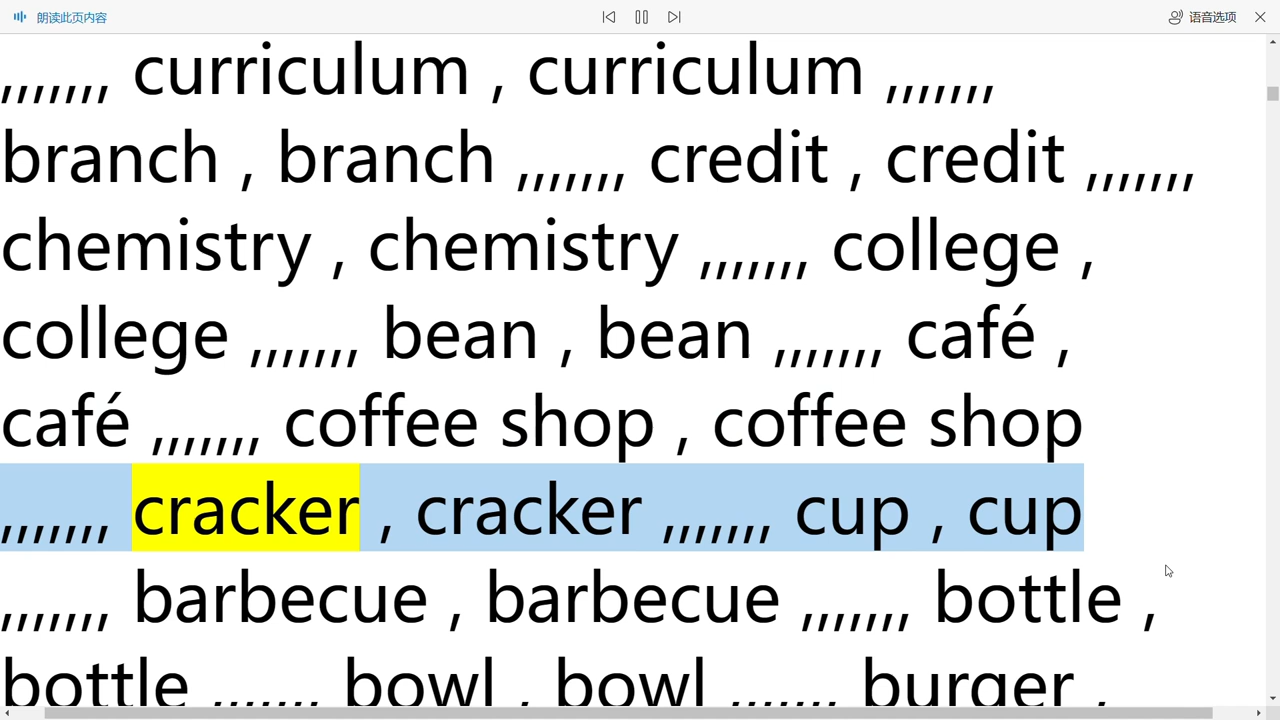 朗读此页内容 语音选项
,,,,,,, curriculum , curriculum ,,,,,,,
branch , branch ,,,,,,, credit , credit ,,,,,,,
chemistry , chemistry ,,,,,,, college ,
college ,,,,,,, bean , bean ,,,,,,, café ,
café ,,,,,,, coffee shop , coffee shop
,,,,,,, cracker , cracker ,,,,,,, cup , cup
,,,,,,, barbecue , barbecue ,,,,,,, bottle ,
bottle ,,,,,,, bowl , bowl ,,,,,,, burger ,